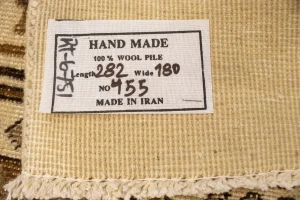 HAND MADE
100 % WOOL PILE
Length 282 Wide 180
NO 455
MADE IN IRAN